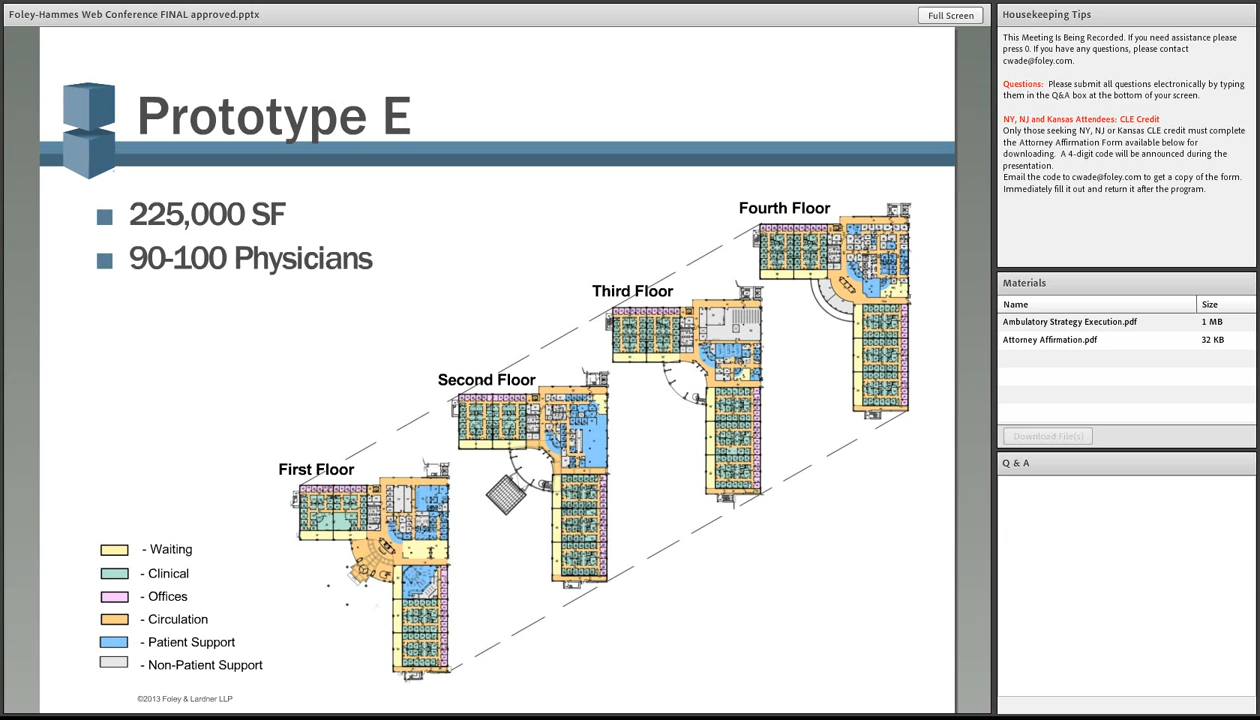 Foley-Hammes Web Conference FINAL approved.pptx
Full Screen
Prototype E
225,000 SF
90-100 Physicians
Fourth Floor
Third Floor
Second Floor
First Floor
- Waiting
- Clinical
- Offices
- Circulation
- Patient Support
- Non-Patient Support
©2013 Foley & Lardner LLP
Housekeeping Tips
This Meeting Is Being Recorded. If you need assistance please
press 0. If you have any questions, please contact
cwade@foley.com.
Questions: Please submit all questions electronically by typing
them in the Q&A box at the bottom of your screen.
NY, NJ and Kansas Attendees: CLE Credit
Only those seeking NY, NJ or Kansas CLE credit must complete
the Attorney Affirmation Form available below for
downloading. A 4-digit code will be announced during the
presentation.
Email the code to cwade@foley.com to get a copy of the form.
Immediately fill it out and return it after the program.
Materials
Name Size
Ambulatory Strategy Execution.pdf 1 MB
Attorney Affirmation.pdf 32 KB
Download File(s)
Q & A